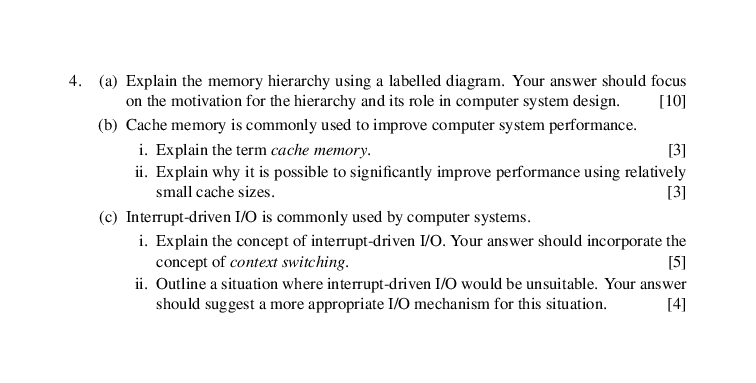 4. (a) Explain the memory hierarchy using a labelled diagram. Your answer should focus
on the motivation for the hierarchy and its role in computer system design. [10]
(b) Cache memory is commonly used to improve computer system performance.
i. Explain the term cache memory. [3]
ii. Explain why it is possible to significantly improve performance using relatively
small cache sizes. [3]
(c) Interrupt-driven I/O is commonly used by computer systems.
i. Explain the concept of interrupt-driven I/O. Your answer should incorporate the
concept of context switching. [5]
ii. Outline a situation where interrupt-driven I/O would be unsuitable. Your answer
should suggest a more appropriate I/O mechanism for this situation. [4]